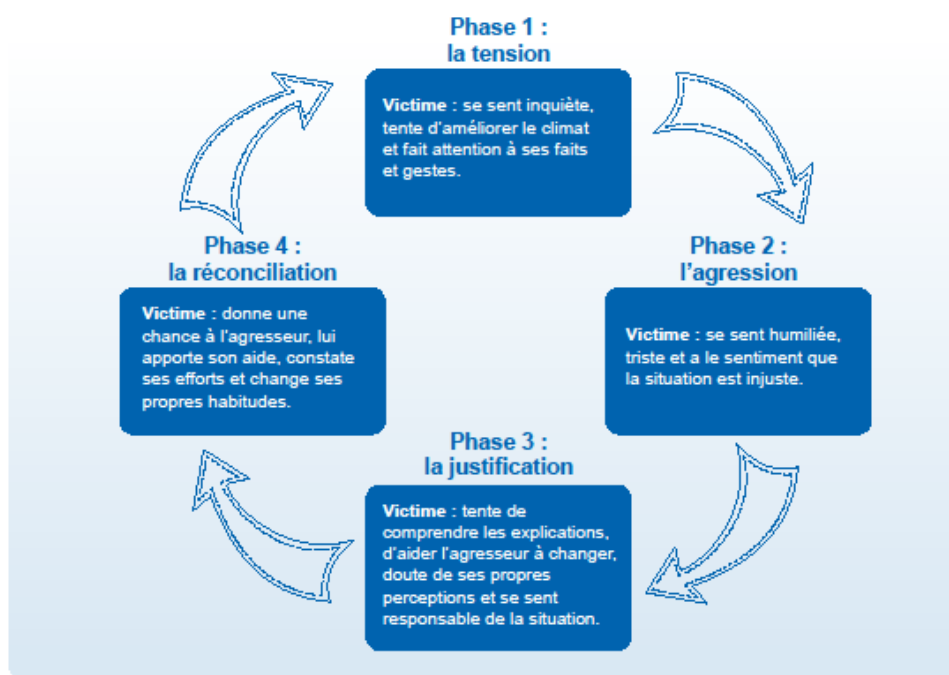 Phase 1 :
la tension
Victime : se sent inquiète,
tente d'améliorer le climat
et fait attention à ses faits
et gestes.
Phase 2 :
l'agression
Victime : se sent humiliée,
triste et a le sentiment que
la situation est injuste.
Phase 3 :
la justification
Victime : tente de
comprendre les explications,
d'aider l'agresseur à changer,
doute de ses propres
perceptions et se sent
responsable de la situation.
Phase 4 :
la réconciliation
Victime : donne une
chance à l'agresseur, lui
apporte son aide, constate
ses efforts et change ses
propres habitudes.